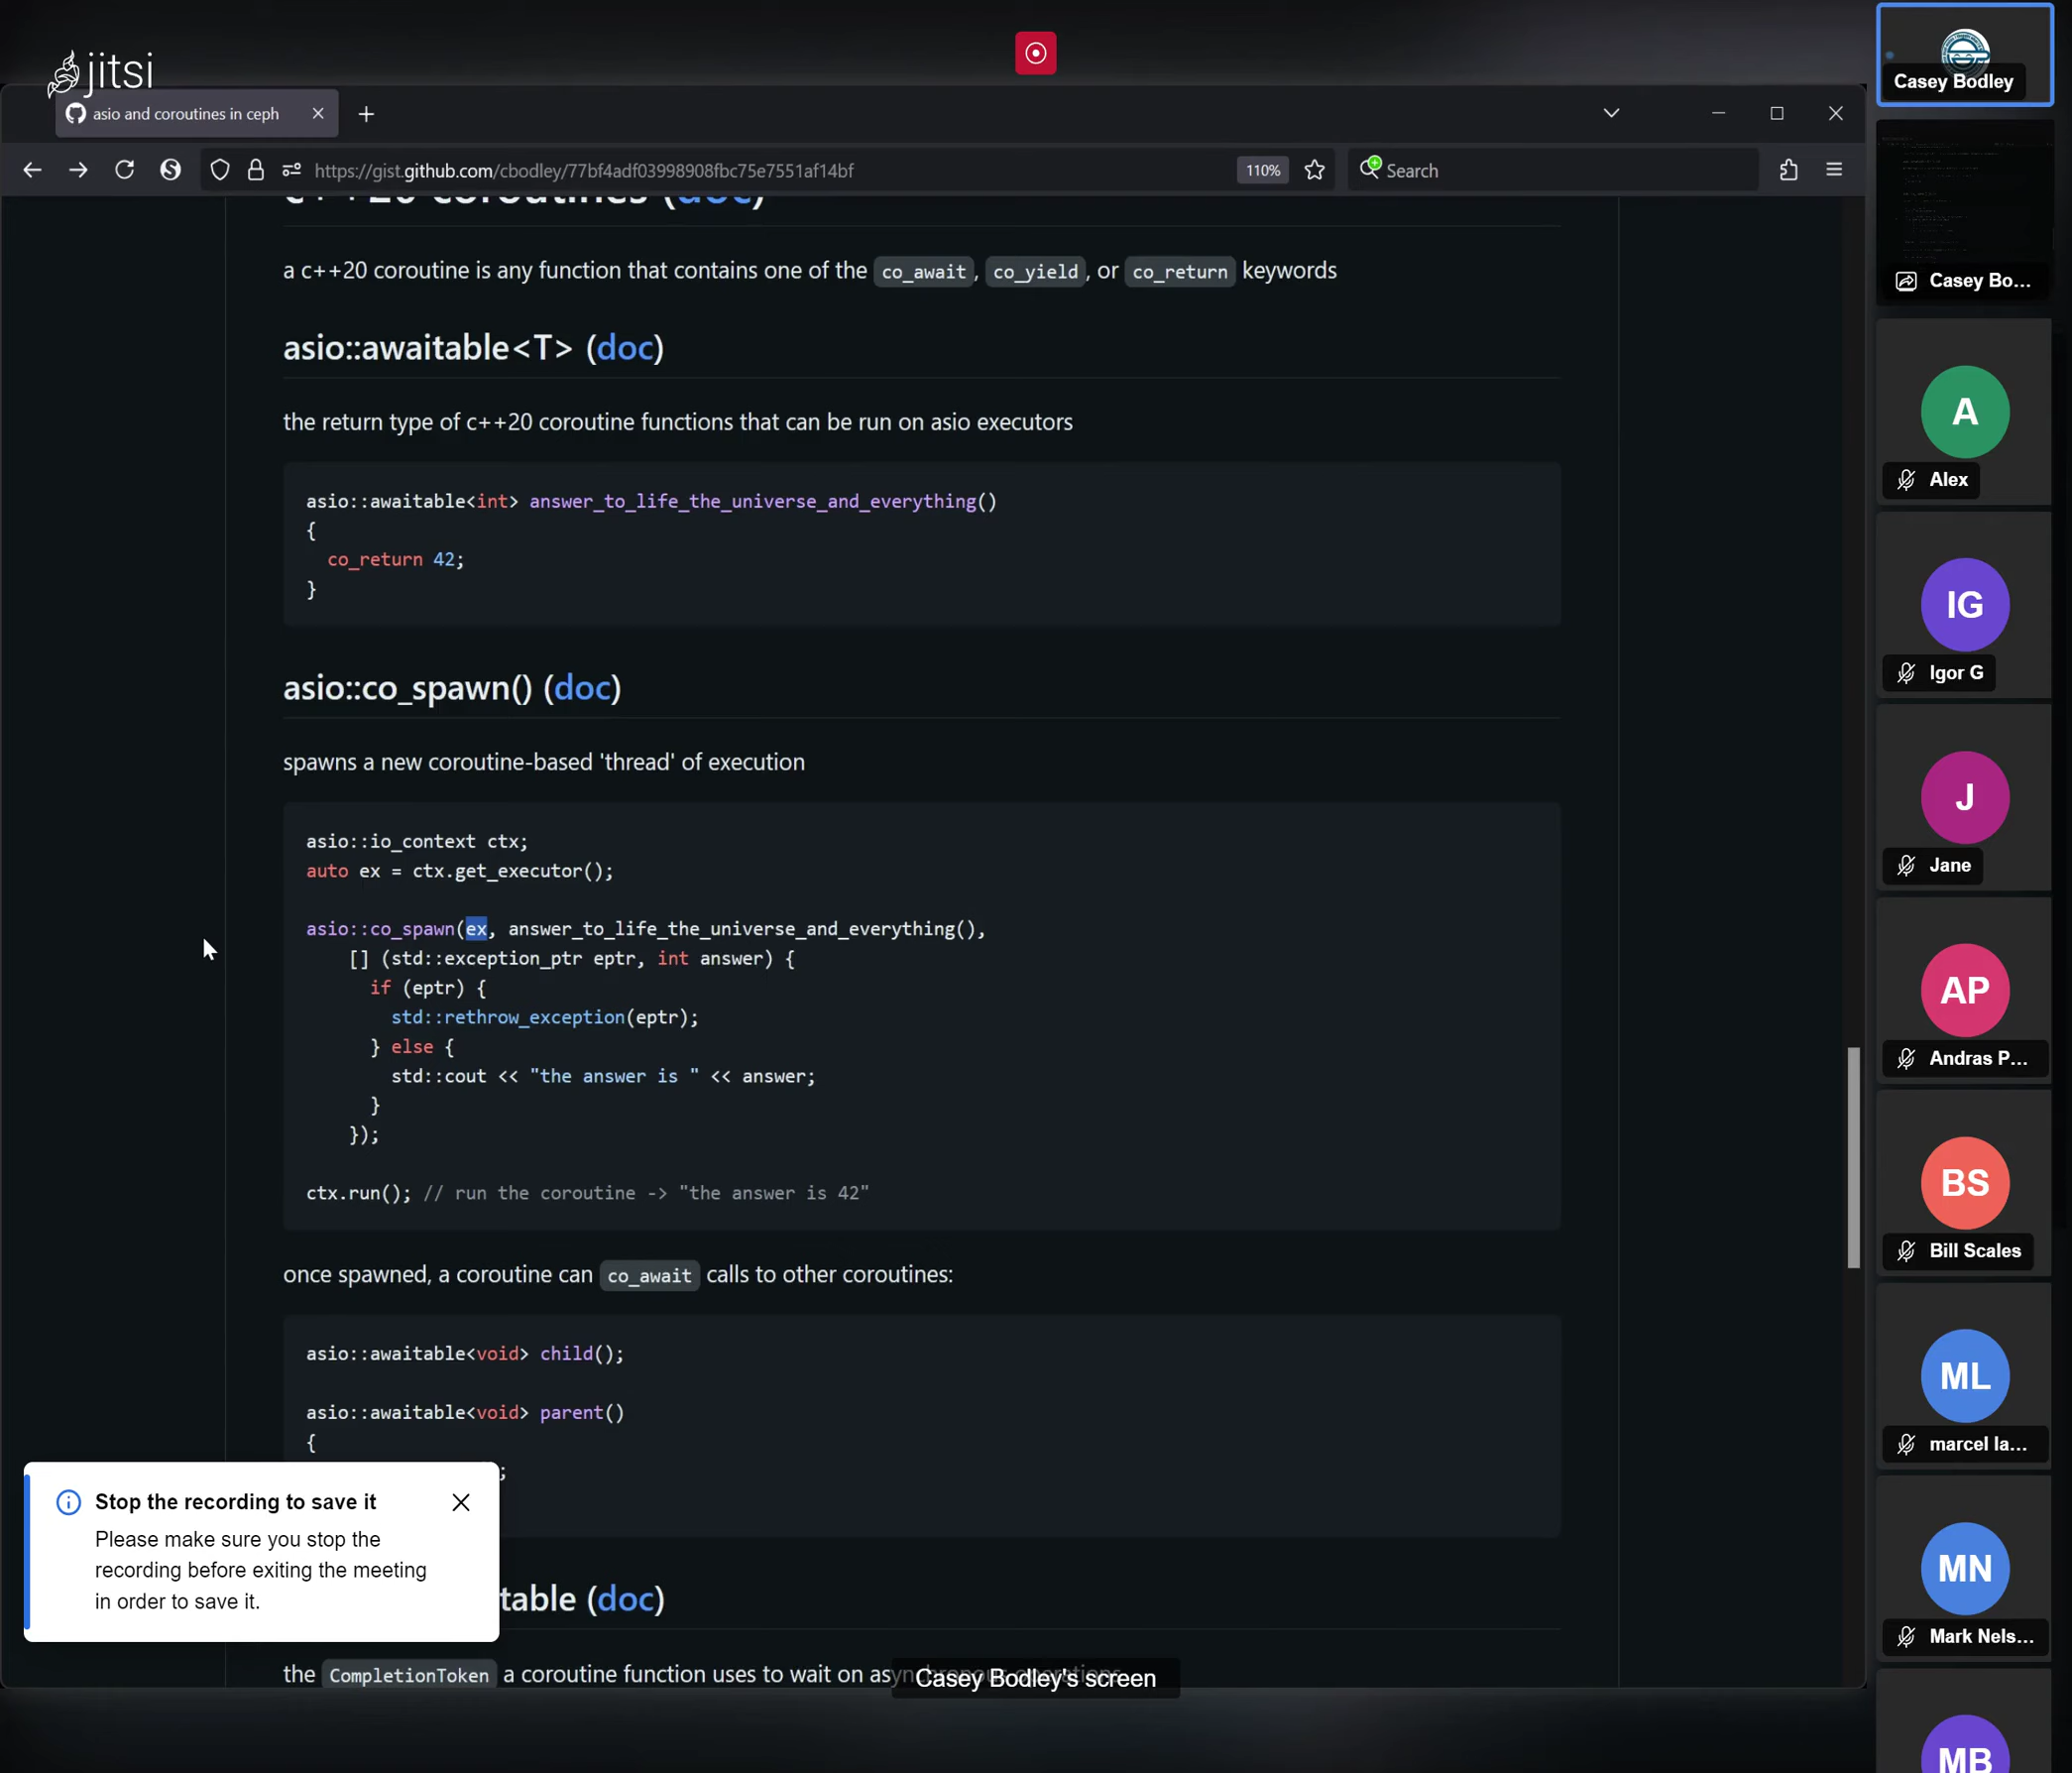 jitsi
asio and coroutines in ceph
https://gist.github.com/cbodley/77bf4adf03998908fbc75e7551af14bf
110%
Search
c++20 coroutines (doc)
a c++20 coroutine is any function that contains one of the co_await, co_yield, or co_return keywords
asio::awaitable<T> (doc)
the return type of c++20 coroutine functions that can be run on asio executors
asio::awaitable<int> answer_to_life_the_universe_and_everything()
{
co_return 42;
}
asio::co_spawn() (doc)
spawns a new coroutine-based 'thread' of execution
asio::io_context ctx;
auto ex = ctx.get_executor();
asio::co_spawn(ex, answer_to_life_the_universe_and_everything(),
[] (std::exception_ptr eptr, int answer) {
if (eptr) {
std::rethrow_exception(eptr);
} else {
std::cout << "the answer is " << answer;
}
});
ctx.run(); // run the coroutine -> "the answer is 42"
once spawned, a coroutine can co_await calls to other coroutines:
asio::awaitable<void> child();
asio::awaitable<void> parent()
{
;
Stop the recording to save it
Please make sure you stop the
recording before exiting the meeting
in order to save it.
table (doc)
the CompletionToken a coroutine function uses to wait on asynchronous operations
Casey Bodley's screen
Casey Bodley
Casey Bo...
A
Alex
IG
Igor G
J
Jane
AP
Andras P...
BS
Bill Scales
ML
marcel la...
MN
Mark Nels...
MB